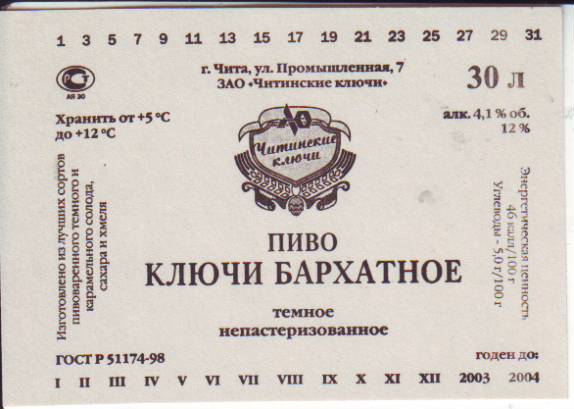 1 3 5 7 9 11 13 15 17 19 21 23 25 27 29 31
г. Чита, ул. Промышленная, 7
ЗАО «Читинские ключи»
30 л
АЯ 30
Хранить от +5 °С
до +12 °С
алк. 4,1 % об.
12 %
Читинские
ключи
Изготовлено из лучших сортов
пивоваренного темного и
карамельного солода,
сахара и хмеля
Энергетическая ценность
46 калл/100 г
Углеводы - 5,0 г/100 г
ПИВО
КЛЮЧИ БАРХАТНОЕ
темное
непастеризованное
ГОСТ Р 51174-98
годен до:
I II III IV V VI VII VIII IX X XI XII 2003 2004